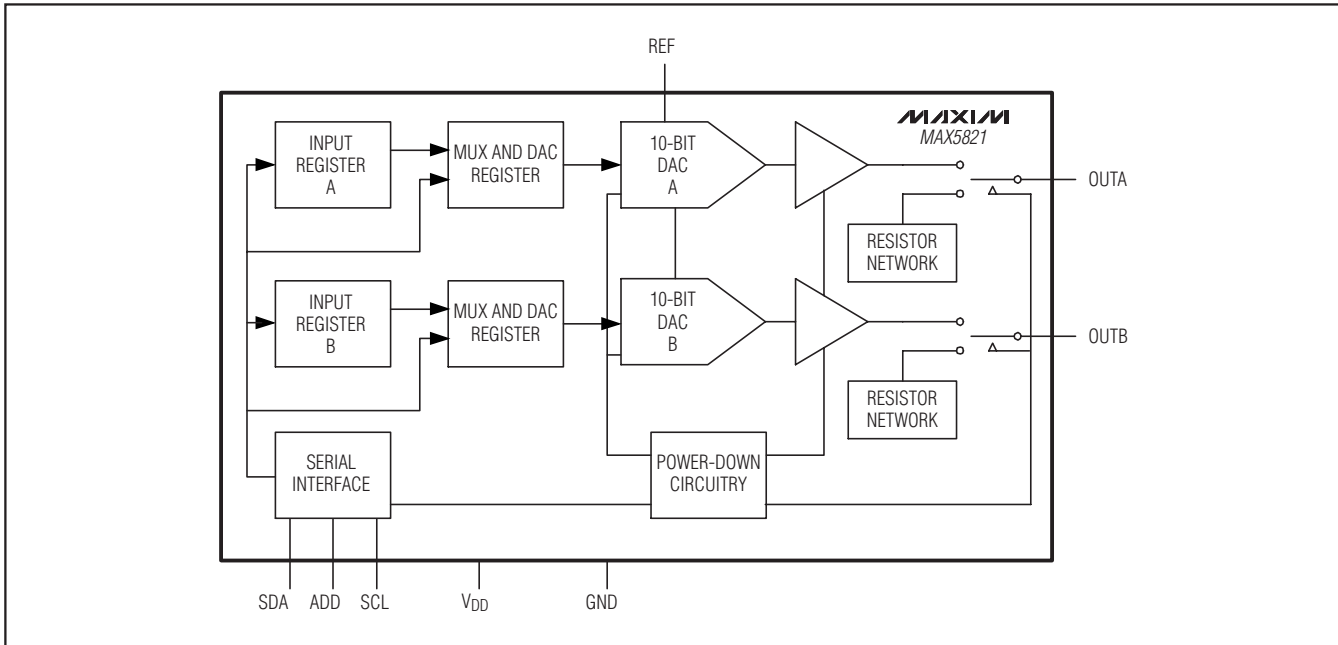 REF
MAXIM
MAX5821
INPUT
REGISTER
A
MUX AND DAC
REGISTER
10-BIT
DAC
A
OUTA
RESISTOR
NETWORK
INPUT
REGISTER
B
MUX AND DAC
REGISTER
10-BIT
DAC
B
OUTB
RESISTOR
NETWORK
SERIAL
INTERFACE
POWER-DOWN
CIRCUITRY
SDA ADD SCL VDD GND